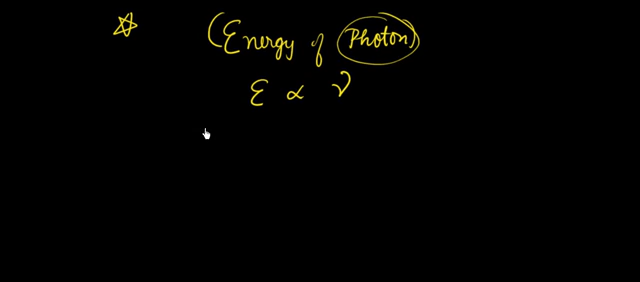 (Energy of Photon)
E ∝ ν